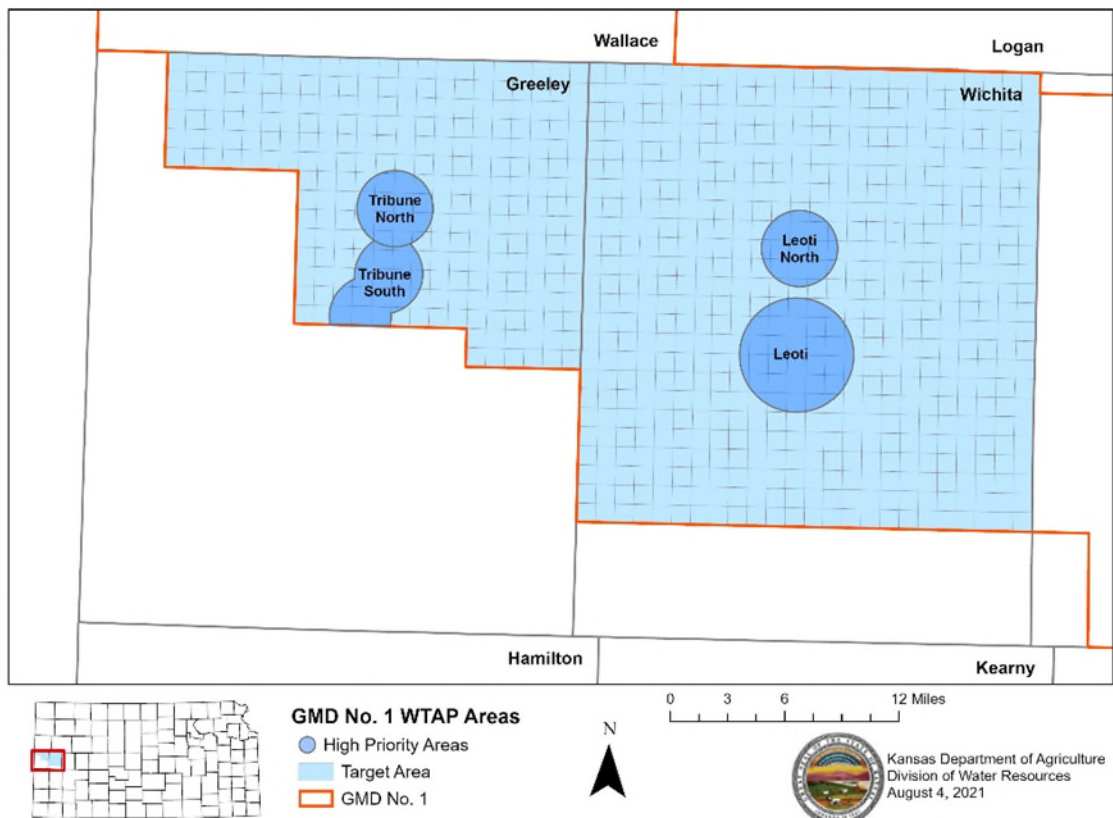 Wallace
Logan
Greeley
Wichita
Tribune
North
Leoti
North
Tribune
South
Leoti
Hamilton
Kearny
GMD No. 1 WTAP Areas
High Priority Areas
Target Area
GMD No. 1
N
0 3 6 12 Miles
Kansas Department of Agriculture
Division of Water Resources
August 4, 2021